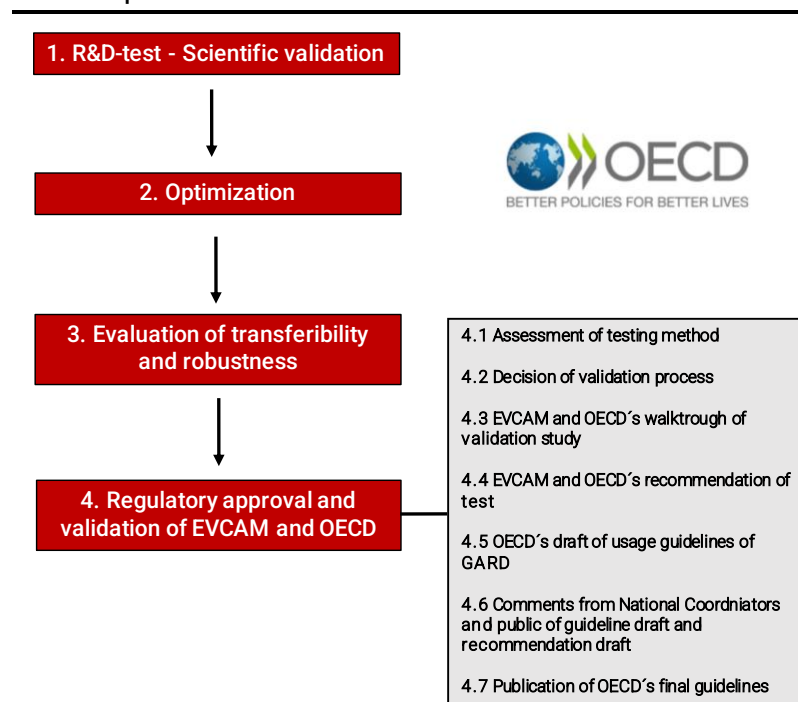 1. R&D-test - Scientific validation
OECD
BETTER POLICIES FOR BETTER LIVES
2. Optimization
3. Evaluation of transferibility
and robustness
4. Regulatory approval and
validation of EVCAM and OECD
4.1 Assessment of testing method
4.2 Decision of validation process
4.3 EVCAM and OECD´s walktrough of
validation study
4.4 EVCAM and OECD´s recommendation of
test
4.5 OECD´s draft of usage guidelines of
GARD
4.6 Comments from National Coordniators
and public of guideline draft and
recommendation draft
4.7 Publication of OECD´s final guidelines